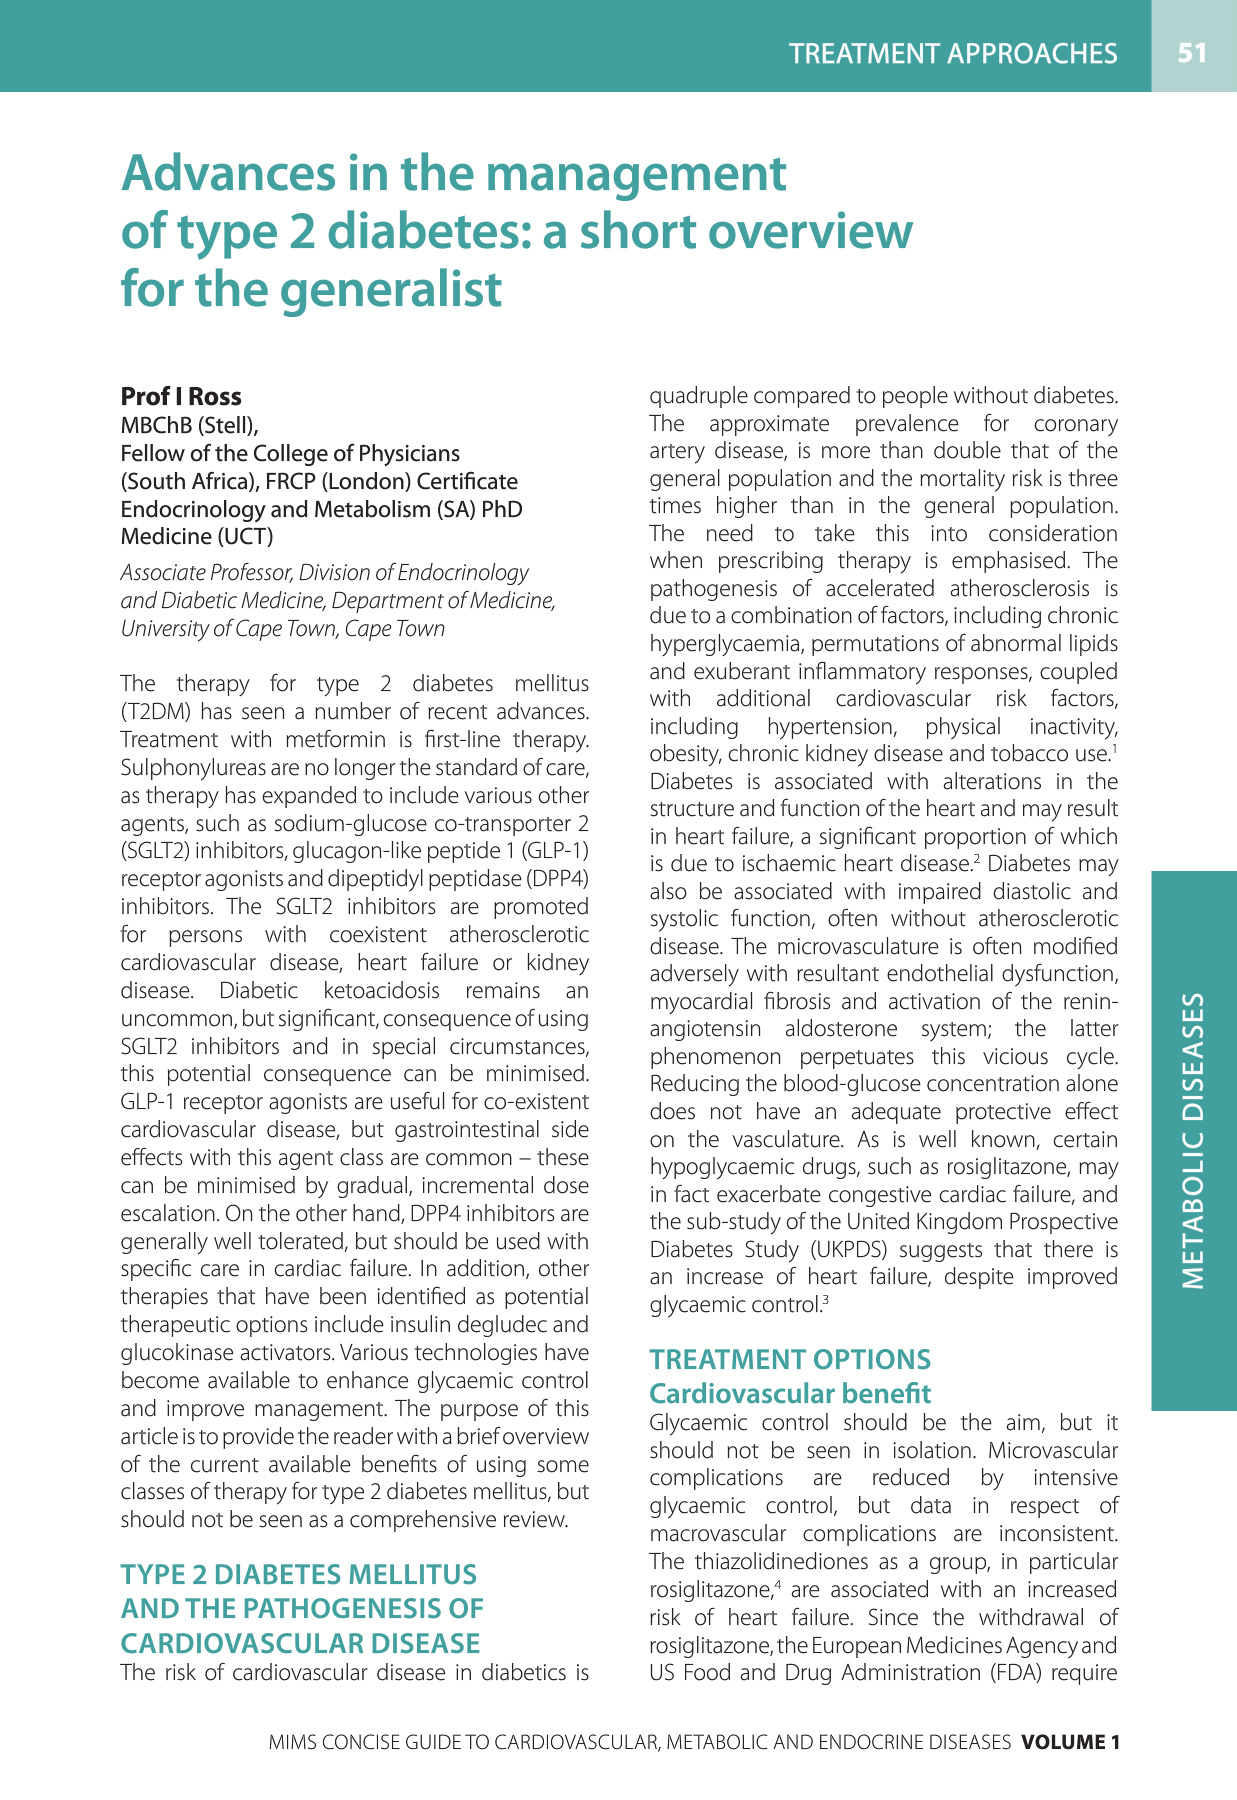 TREATMENT APPROACHES 51
Advances in the management
of type 2 diabetes: a short overview
for the generalist
Prof I Ross
MBChB (Stell),
Fellow of the College of Physicians
(South Africa), FRCP (London) Certificate
Endocrinology and Metabolism (SA) PhD
Medicine (UCT)
Associate Professor, Division of Endocrinology
and Diabetic Medicine, Department of Medicine,
University of Cape Town, Cape Town
The therapy for type 2 diabetes mellitus
(T2DM) has seen a number of recent advances.
Treatment with metformin is first-line therapy.
Sulphonylureas are no longer the standard of care,
as therapy has expanded to include various other
agents, such as sodium-glucose co-transporter 2
(SGLT2) inhibitors, glucagon-like peptide 1 (GLP-1)
receptor agonists and dipeptidyl peptidase (DPP4)
inhibitors. The SGLT2 inhibitors are promoted
for persons with coexistent atherosclerotic
cardiovascular disease, heart failure or kidney
disease. Diabetic ketoacidosis remains an
uncommon, but significant, consequence of using
SGLT2 inhibitors and in special circumstances,
this potential consequence can be minimised.
GLP-1 receptor agonists are useful for co-existent
cardiovascular disease, but gastrointestinal side
effects with this agent class are common – these
can be minimised by gradual, incremental dose
escalation. On the other hand, DPP4 inhibitors are
generally well tolerated, but should be used with
specific care in cardiac failure. In addition, other
therapies that have been identified as potential
therapeutic options include insulin degludec and
glucokinase activators. Various technologies have
become available to enhance glycaemic control
and improve management. The purpose of this
article is to provide the reader with a brief overview
of the current available benefits of using some
classes of therapy for type 2 diabetes mellitus, but
should not be seen as a comprehensive review.
TYPE 2 DIABETES MELLITUS
AND THE PATHOGENESIS OF
CARDIOVASCULAR DISEASE
The risk of cardiovascular disease in diabetics is
quadruple compared to people without diabetes.
The approximate prevalence for coronary
artery disease, is more than double that of the
general population and the mortality risk is three
times higher than in the general population.
The need to take this into consideration
when prescribing therapy is emphasised. The
pathogenesis of accelerated atherosclerosis is
due to a combination of factors, including chronic
hyperglycaemia, permutations of abnormal lipids
and exuberant inflammatory responses, coupled
with additional cardiovascular risk factors,
including hypertension, physical inactivity,
obesity, chronic kidney disease and tobacco use.1
Diabetes is associated with alterations in the
structure and function of the heart and may result
in heart failure, a significant proportion of which
is due to ischaemic heart disease.2 Diabetes may
also be associated with impaired diastolic and
systolic function, often without atherosclerotic
disease. The microvasculature is often modified
adversely with resultant endothelial dysfunction,
myocardial fibrosis and activation of the renin-
angiotensin aldosterone system; the latter
phenomenon perpetuates this vicious cycle.
Reducing the blood-glucose concentration alone
does not have an adequate protective effect
on the vasculature. As is well known, certain
hypoglycaemic drugs, such as rosiglitazone, may
in fact exacerbate congestive cardiac failure, and
the sub-study of the United Kingdom Prospective
Diabetes Study (UKPDS) suggests that there is
an increase of heart failure, despite improved
glycaemic control.3
TREATMENT OPTIONS
Cardiovascular benefit
Glycaemic control should be the aim, but it
should not be seen in isolation. Microvascular
complications are reduced by intensive
glycaemic control, but data in respect of
macrovascular complications are inconsistent.
The thiazolidinediones as a group, in particular
rosiglitazone,4 are associated with an increased
risk of heart failure. Since the withdrawal of
rosiglitazone, the European Medicines Agency and
US Food and Drug Administration (FDA) require
METABOLIC DISEASES
MIMS CONCISE GUIDE TO CARDIOVASCULAR, METABOLIC AND ENDOCRINE DISEASES VOLUME 1